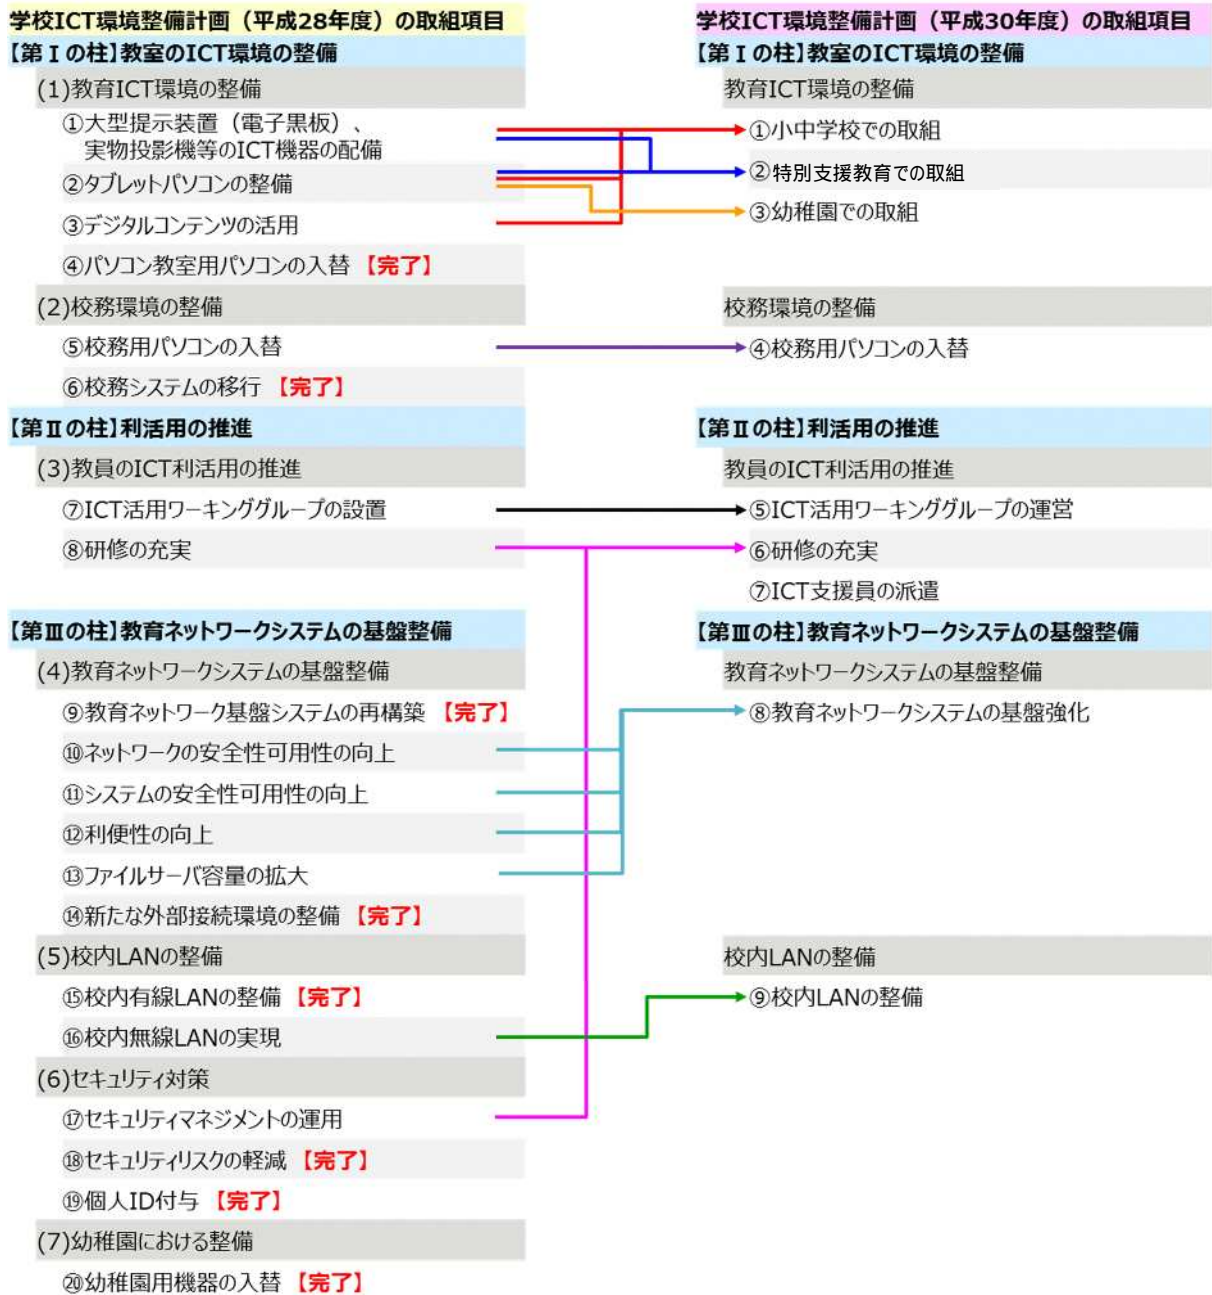 学校ICT環境整備計画（平成28年度）の取組項目
【第Ⅰの柱】教室のICT環境の整備
(1)教育ICT環境の整備
①大型提示装置（電子黒板）、
実物投影機等のICT機器の配備
②タブレットパソコンの整備
③デジタルコンテンツの活用
④パソコン教室用パソコンの入替【完了】
(2)校務環境の整備
⑤校務用パソコンの入替
⑥校務システムの移行【完了】
【第Ⅱの柱】利活用の推進
(3)教員のICT利活用の推進
⑦ICT活用ワーキンググループの設置
⑧研修の充実
【第Ⅲの柱】教育ネットワークシステムの基盤整備
(4)教育ネットワークシステムの基盤整備
⑨教育ネットワーク基盤システムの再構築【完了】
⑩ネットワークの安全性可用性の向上
⑪システムの安全性可用性の向上
⑫利便性の向上
⑬ファイルサーバ容量の拡大
⑭新たな外部接続環境の整備【完了】
(5)校内LANの整備
⑮校内有線LANの整備【完了】
⑯校内無線LANの実現
(6)セキュリティ対策
⑰セキュリティマネジメントの運用
⑱セキュリティリスクの軽減【完了】
⑲個人ID付与【完了】
(7)幼稚園における整備
⑳幼稚園用機器の入替【完了】
学校ICT環境整備計画（平成30年度）の取組項目
【第Ⅰの柱】教室のICT環境の整備
教育ICT環境の整備
①小中学校での取組
②特別支援教育での取組
③幼稚園での取組
校務環境の整備
④校務用パソコンの入替
【第Ⅱの柱】利活用の推進
教員のICT利活用の推進
⑤ICT活用ワーキンググループの運営
⑥研修の充実
⑦ICT支援員の派遣
【第Ⅲの柱】教育ネットワークシステムの基盤整備
教育ネットワークシステムの基盤整備
⑧教育ネットワークシステムの基盤強化
校内LANの整備
⑨校内LANの整備